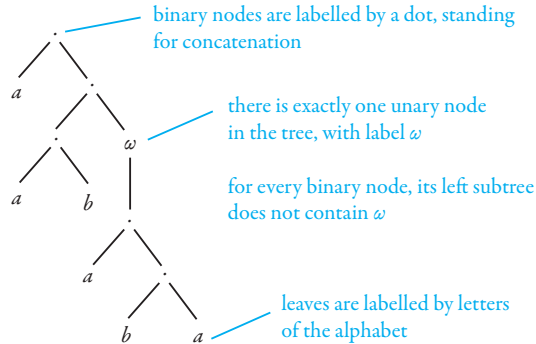 binary nodes are labelled by a dot, standing
for concatenation
·
a
·
there is exactly one unary node
in the tree, with label ω
·
ω
for every binary node, its left subtree
does not contain ω
a
b
·
a
·
leaves are labelled by letters
of the alphabet
b
a